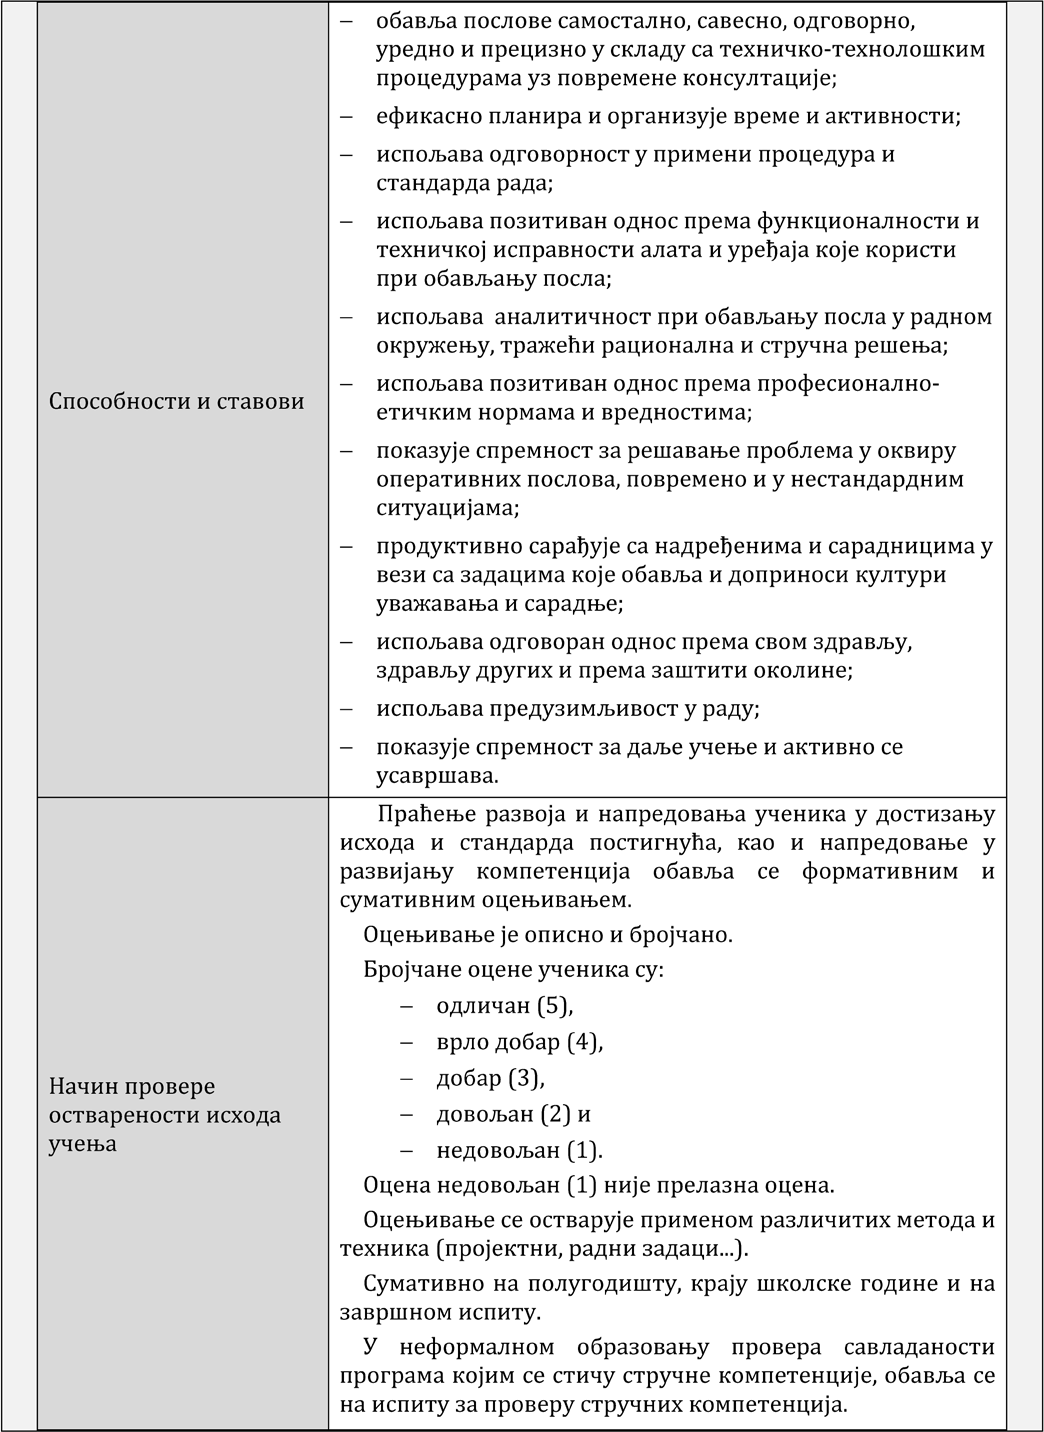 Способности и ставови
– обавља послове самостално, савесно, одговорно,
уредно и прецизно у складу са техничко-технолошким
процедурама уз повремене консултације;
– ефикасно планира и организује време и активности;
– испољава одговорност у примени процедура и
стандарда рада;
– испољава позитиван однос према функционалности и
техничкој исправности алата и уређаја које користи
при обављању посла;
– испољава аналитичност при обављању посла у радном
окружењу, тражећи рационална и стручна решења;
– испољава позитиван однос према професионално-
етичким нормама и вредностима;
– показује спремност за решавање проблема у оквиру
оперативних послова, повремено и у нестандардним
ситуацијама;
– продуктивно сарађује са надређенима и сарадницима у
вези са задацима које обавља и доприноси култури
уважавања и сарадње;
– испољава одговоран однос према свом здрављу,
здрављу других и према заштити околине;
– испољава предузимљивост у раду;
– показује спремност за даље учење и активно се
усавршава.
Начин провере
остварености исхода
учења
Праћење развоја и напредовања ученика у достизању
исхода и стандарда постигнућа, као и напредовање у
развијању компетенција обавља се формативним и
сумативним оцењивањем.
Оцењивање је описно и бројчано.
Бројчане оцене ученика су:
– одличан (5),
– врло добар (4),
– добар (3),
– довољан (2) и
– недовољан (1).
Оцена недовољан (1) није прелазна оцена.
Оцењивање се остварује применом различитих метода и
техника (пројектни, радни задаци...).
Сумативно на полугодишту, крају школске године и на
завршном испиту.
У неформалном образовању провера савладаности
програма којим се стичу стручне компетенције, обавља се
на испиту за проверу стручних компетенција.